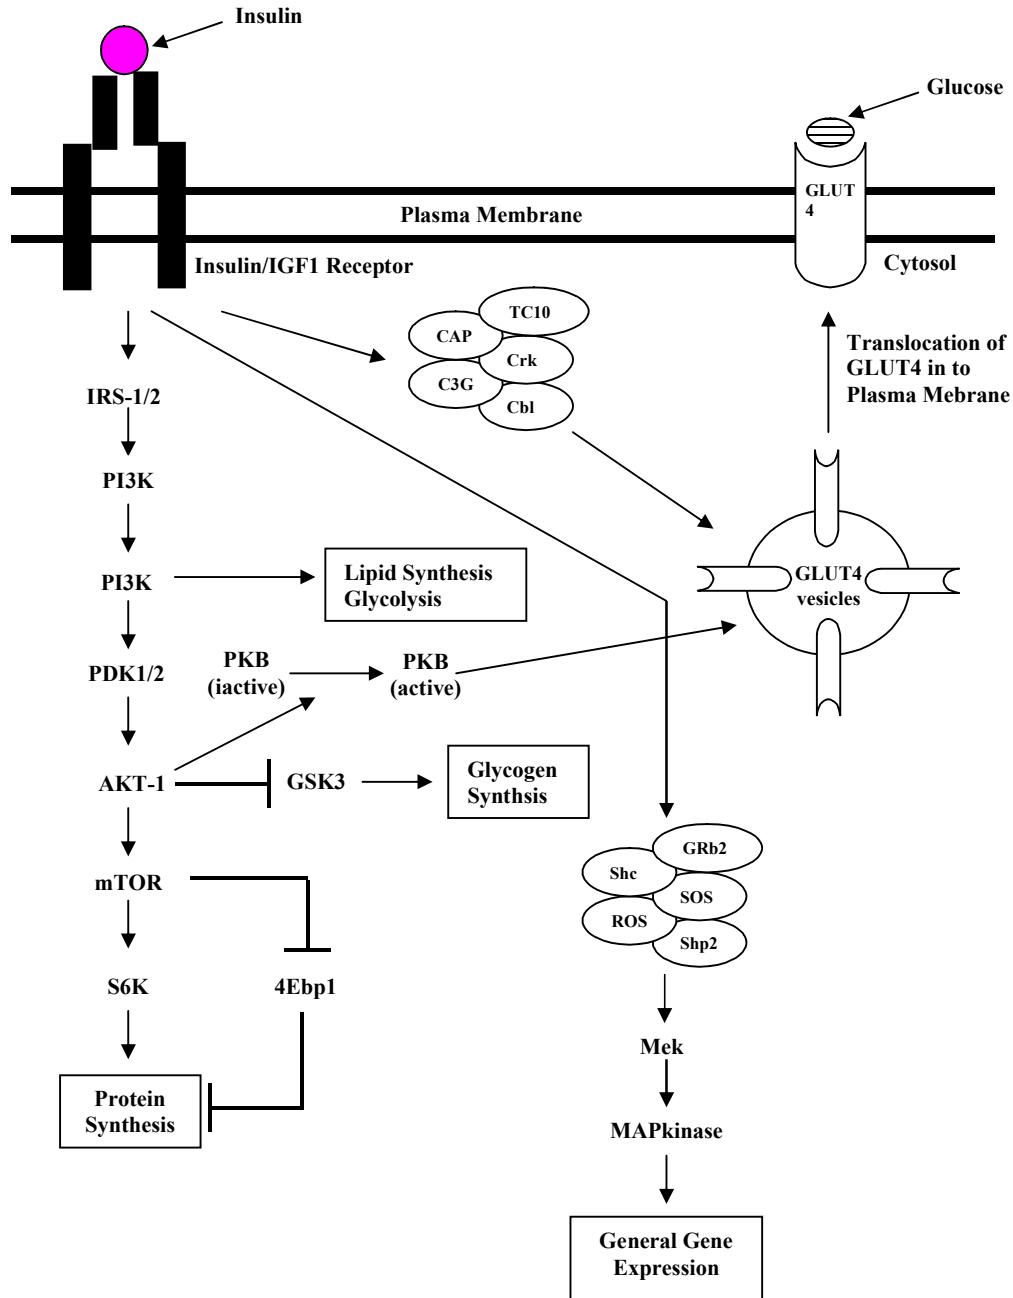 Insulin
Glucose
GLUT
4
Plasma Membrane
Insulin/IGF1 Receptor
Cytosol
TC10
CAP
Crk
C3G
Cbl
Translocation of
GLUT4 in to
Plasma Mebrane
IRS-1/2
PI3K
PI3K
Lipid Synthesis
Glycolysis
GLUT4
vesicles
PDK1/2
PKB
(iactive)
PKB
(active)
AKT-1
GSK3
Glycogen
Synthsis
mTOR
GRb2
Shc
SOS
ROS
Shp2
S6K
4Ebp1
Mek
Protein
Synthesis
MAPkinase
General Gene
Expression